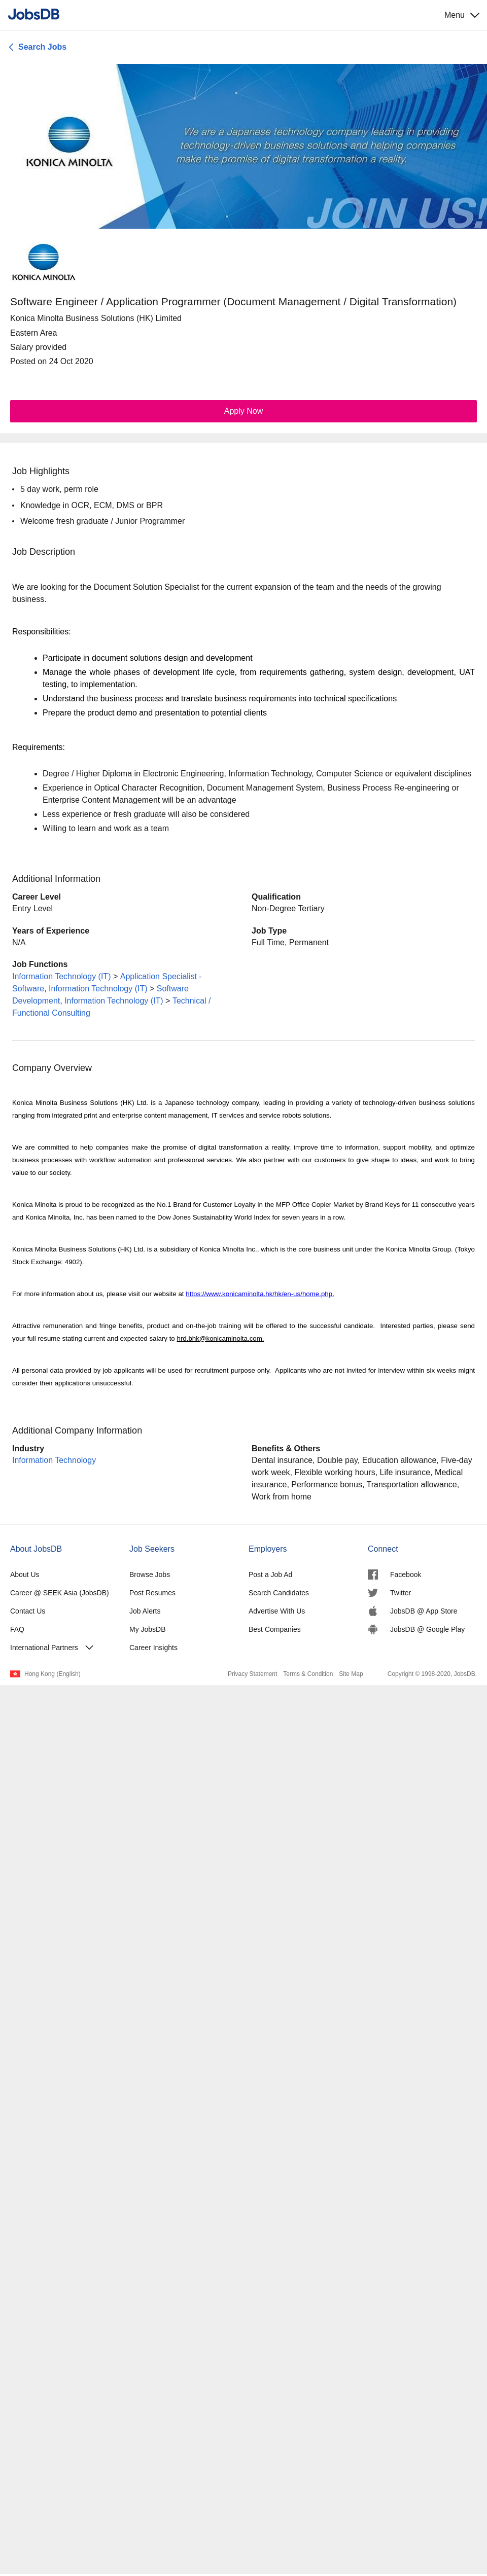 JobsDB
Menu
Search Jobs
KONICA MINOLTA
We are a Japanese technology company leading in providing
technology-driven business solutions and helping companies
make the promise of digital transformation a reality.
JOIN US!
KONICA MINOLTA
Software Engineer / Application Programmer (Document Management / Digital Transformation)
Konica Minolta Business Solutions (HK) Limited
Eastern Area
Salary provided
Posted on 24 Oct 2020
Apply Now
Job Highlights
• 5 day work, perm role
• Knowledge in OCR, ECM, DMS or BPR
• Welcome fresh graduate / Junior Programmer
Job Description
We are looking for the Document Solution Specialist for the current expansion of the team and the needs of the growing
business.
Responsibilities:
• Participate in document solutions design and development
• Manage the whole phases of development life cycle, from requirements gathering, system design, development, UAT
testing, to implementation.
• Understand the business process and translate business requirements into technical specifications
• Prepare the product demo and presentation to potential clients
Requirements:
• Degree / Higher Diploma in Electronic Engineering, Information Technology, Computer Science or equivalent disciplines
• Experience in Optical Character Recognition, Document Management System, Business Process Re-engineering or
Enterprise Content Management will be an advantage
• Less experience or fresh graduate will also be considered
• Willing to learn and work as a team
Additional Information
Career Level
Entry Level
Qualification
Non-Degree Tertiary
Years of Experience
N/A
Job Type
Full Time, Permanent
Job Functions
Information Technology (IT) > Application Specialist -
Software, Information Technology (IT) > Software
Development, Information Technology (IT) > Technical /
Functional Consulting
Company Overview
Konica Minolta Business Solutions (HK) Ltd. is a Japanese technology company, leading in providing a variety of technology-driven business solutions
ranging from integrated print and enterprise content management, IT services and service robots solutions.
We are committed to help companies make the promise of digital transformation a reality, improve time to information, support mobility, and optimize
business processes with workflow automation and professional services. We also partner with our customers to give shape to ideas, and work to bring
value to our society.
Konica Minolta is proud to be recognized as the No.1 Brand for Customer Loyalty in the MFP Office Copier Market by Brand Keys for 11 consecutive years
and Konica Minolta, Inc. has been named to the Dow Jones Sustainability World Index for seven years in a row.
Konica Minolta Business Solutions (HK) Ltd. is a subsidiary of Konica Minolta Inc., which is the core business unit under the Konica Minolta Group. (Tokyo
Stock Exchange: 4902).
For more information about us, please visit our website at https://www.konicaminolta.hk/hk/en-us/home.php.
Attractive remuneration and fringe benefits, product and on-the-job training will be offered to the successful candidate. Interested parties, please send
your full resume stating current and expected salary to hrd.bhk@konicaminolta.com.
All personal data provided by job applicants will be used for recruitment purpose only. Applicants who are not invited for interview within six weeks might
consider their applications unsuccessful.
Additional Company Information
Industry
Information Technology
Benefits & Others
Dental insurance, Double pay, Education allowance, Five-day
work week, Flexible working hours, Life insurance, Medical
insurance, Performance bonus, Transportation allowance,
Work from home
About JobsDB
About Us
Career @ SEEK Asia (JobsDB)
Contact Us
FAQ
International Partners
Job Seekers
Browse Jobs
Post Resumes
Job Alerts
My JobsDB
Career Insights
Employers
Post a Job Ad
Search Candidates
Advertise With Us
Best Companies
Connect
Facebook
Twitter
JobsDB @ App Store
JobsDB @ Google Play
Hong Kong (English)
Privacy Statement Terms & Condition Site Map
Copyright © 1998-2020, JobsDB.